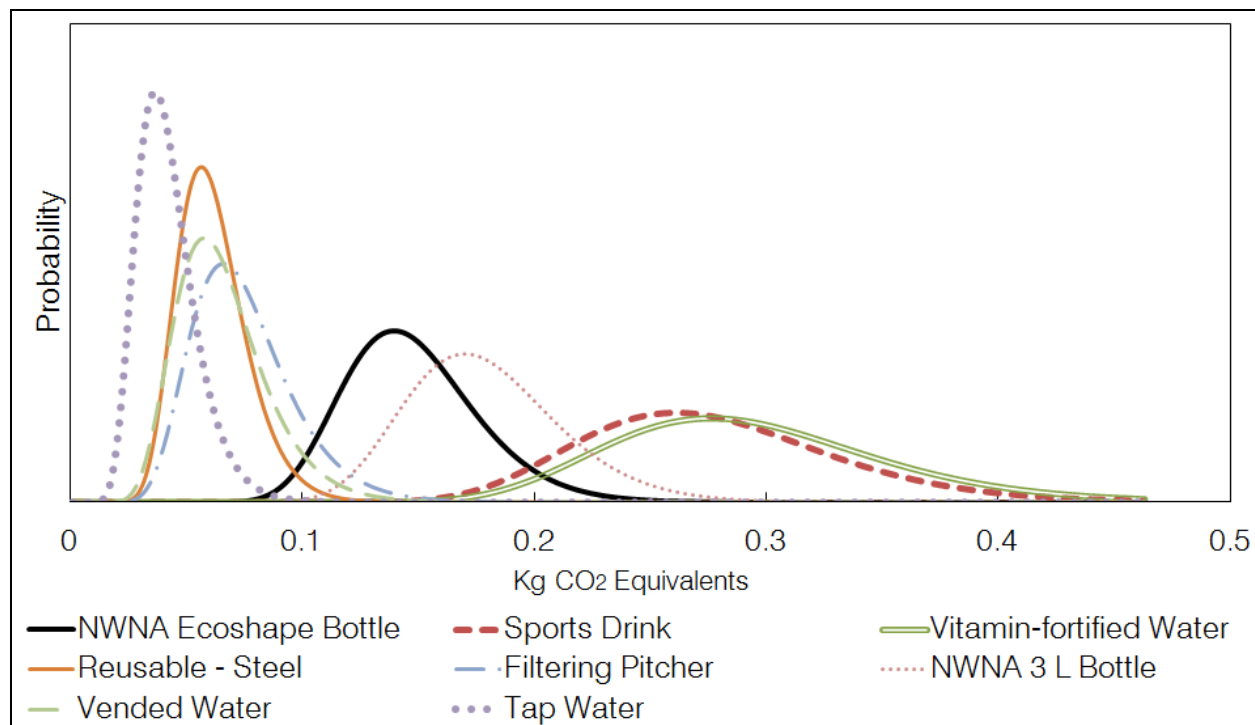 Probability
0 0.1 0.2 0.3 0.4 0.5
Kg CO2 Equivalents
NWNA Ecoshape Bottle Sports Drink Vitamin-fortified Water
Reusable - Steel Filtering Pitcher NWNA 3 L Bottle
Vended Water Tap Water